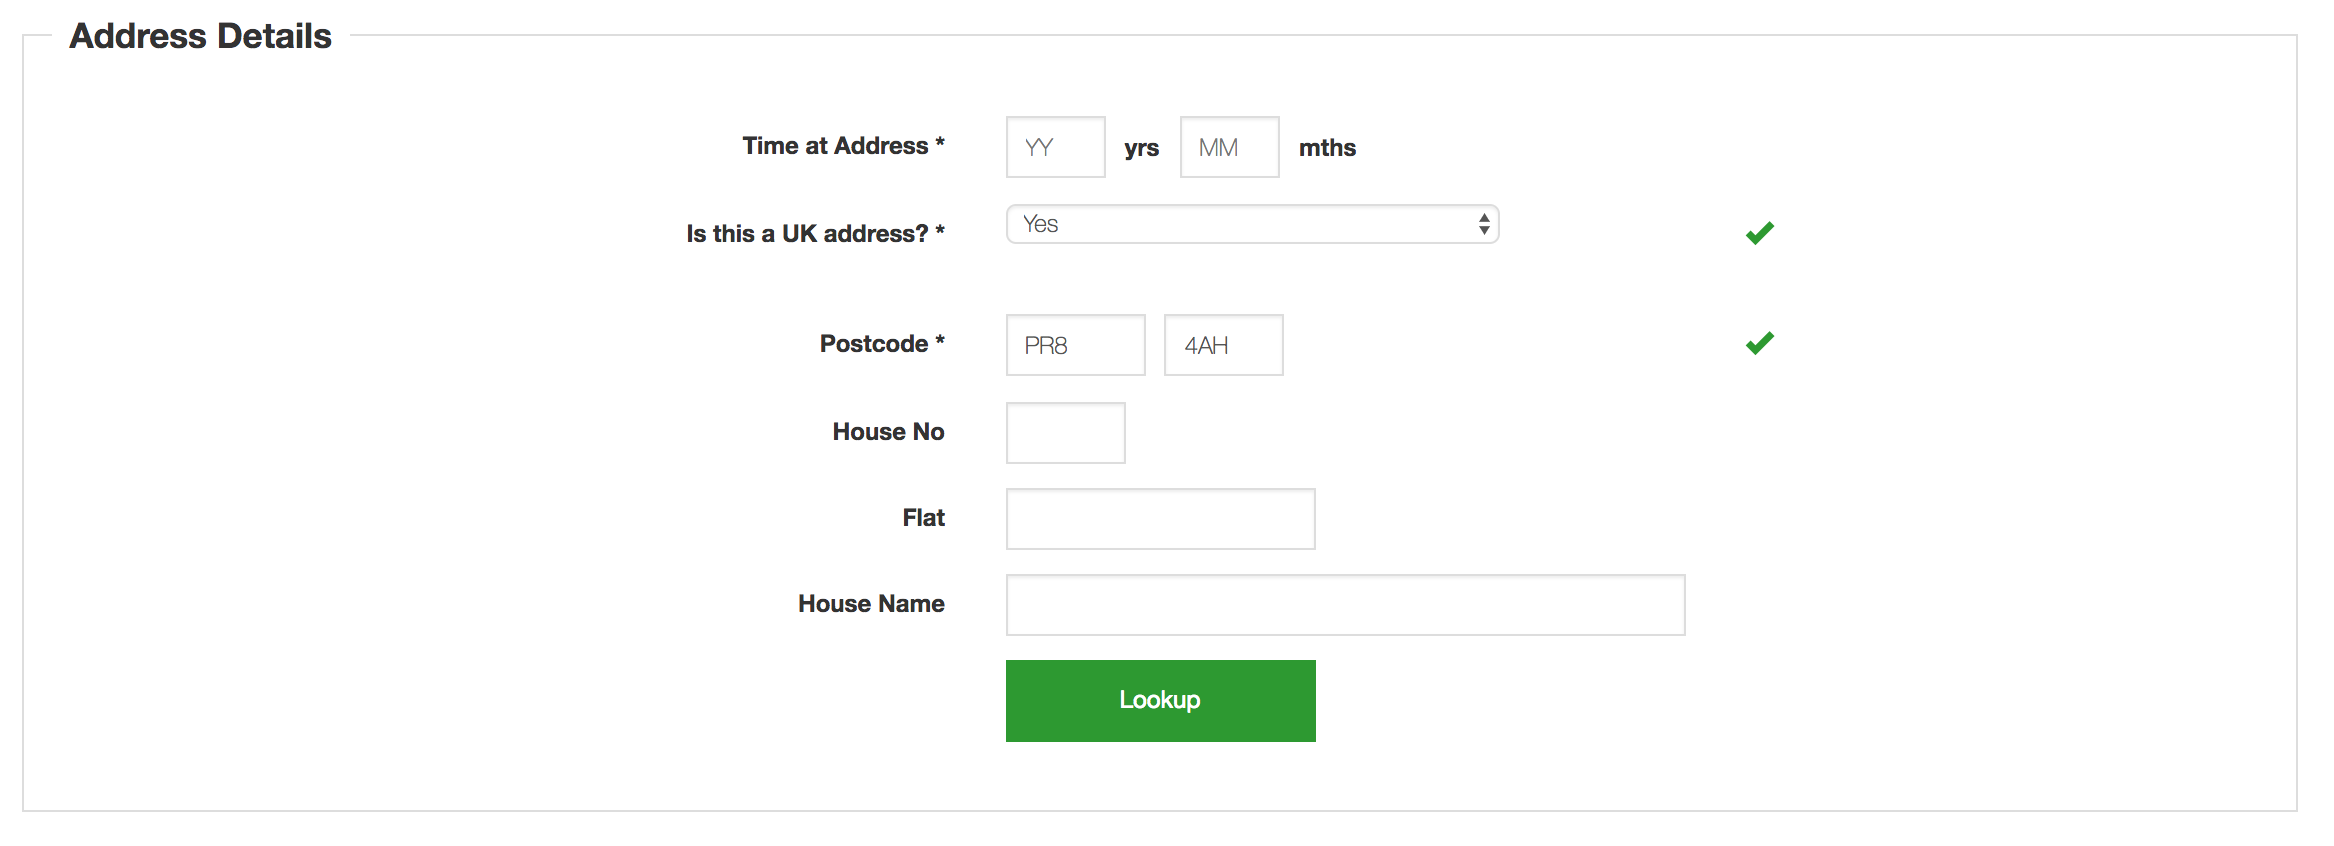 Address Details
Time at Address * YY yrs MM mths
Is this a UK address? * Yes
Postcode * PR8 4AH
House No
Flat
House Name
Lookup